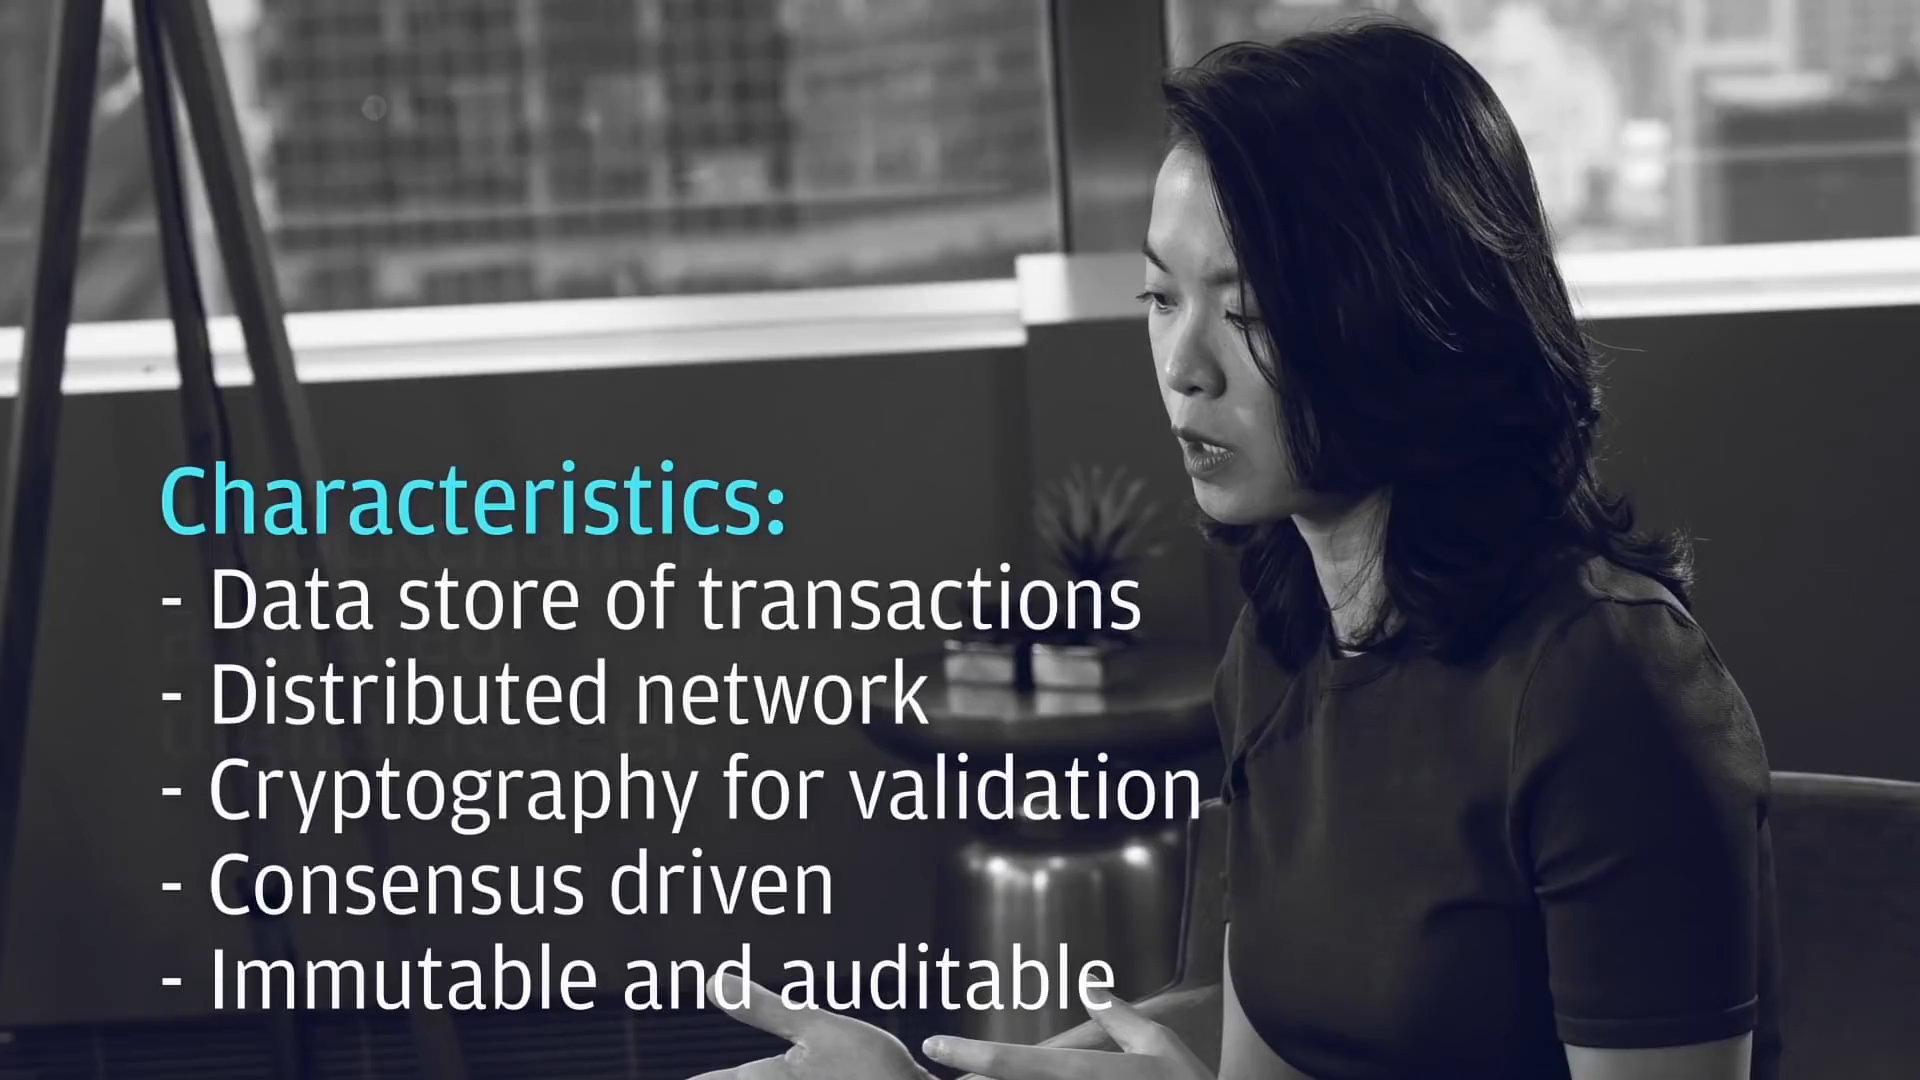 Characteristics:
- Data store of transactions
- Distributed network
- Cryptography for validation
- Consensus driven
- Immutable and auditable